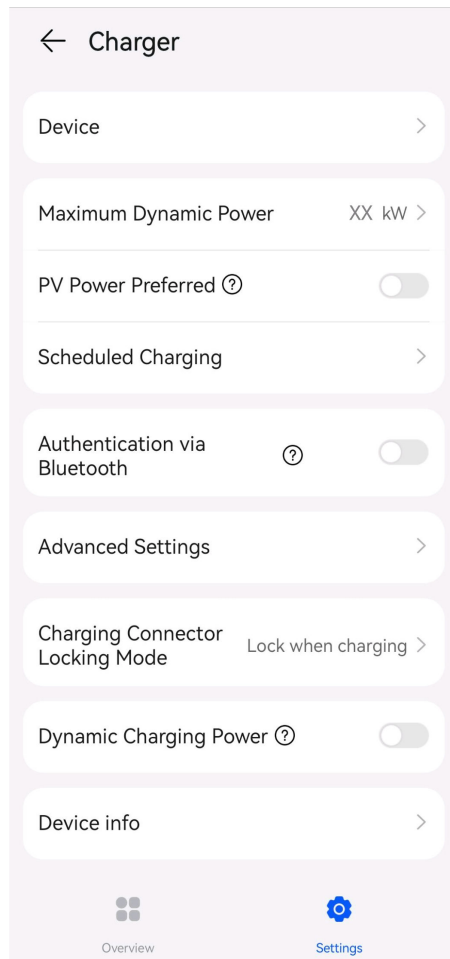 Charger
Device
Maximum Dynamic Power XX kW
PV Power Preferred ?
Scheduled Charging
Authentication via
Bluetooth ?
Advanced Settings
Charging Connector
Locking Mode Lock when charging
Dynamic Charging Power ?
Device info
Overview Settings